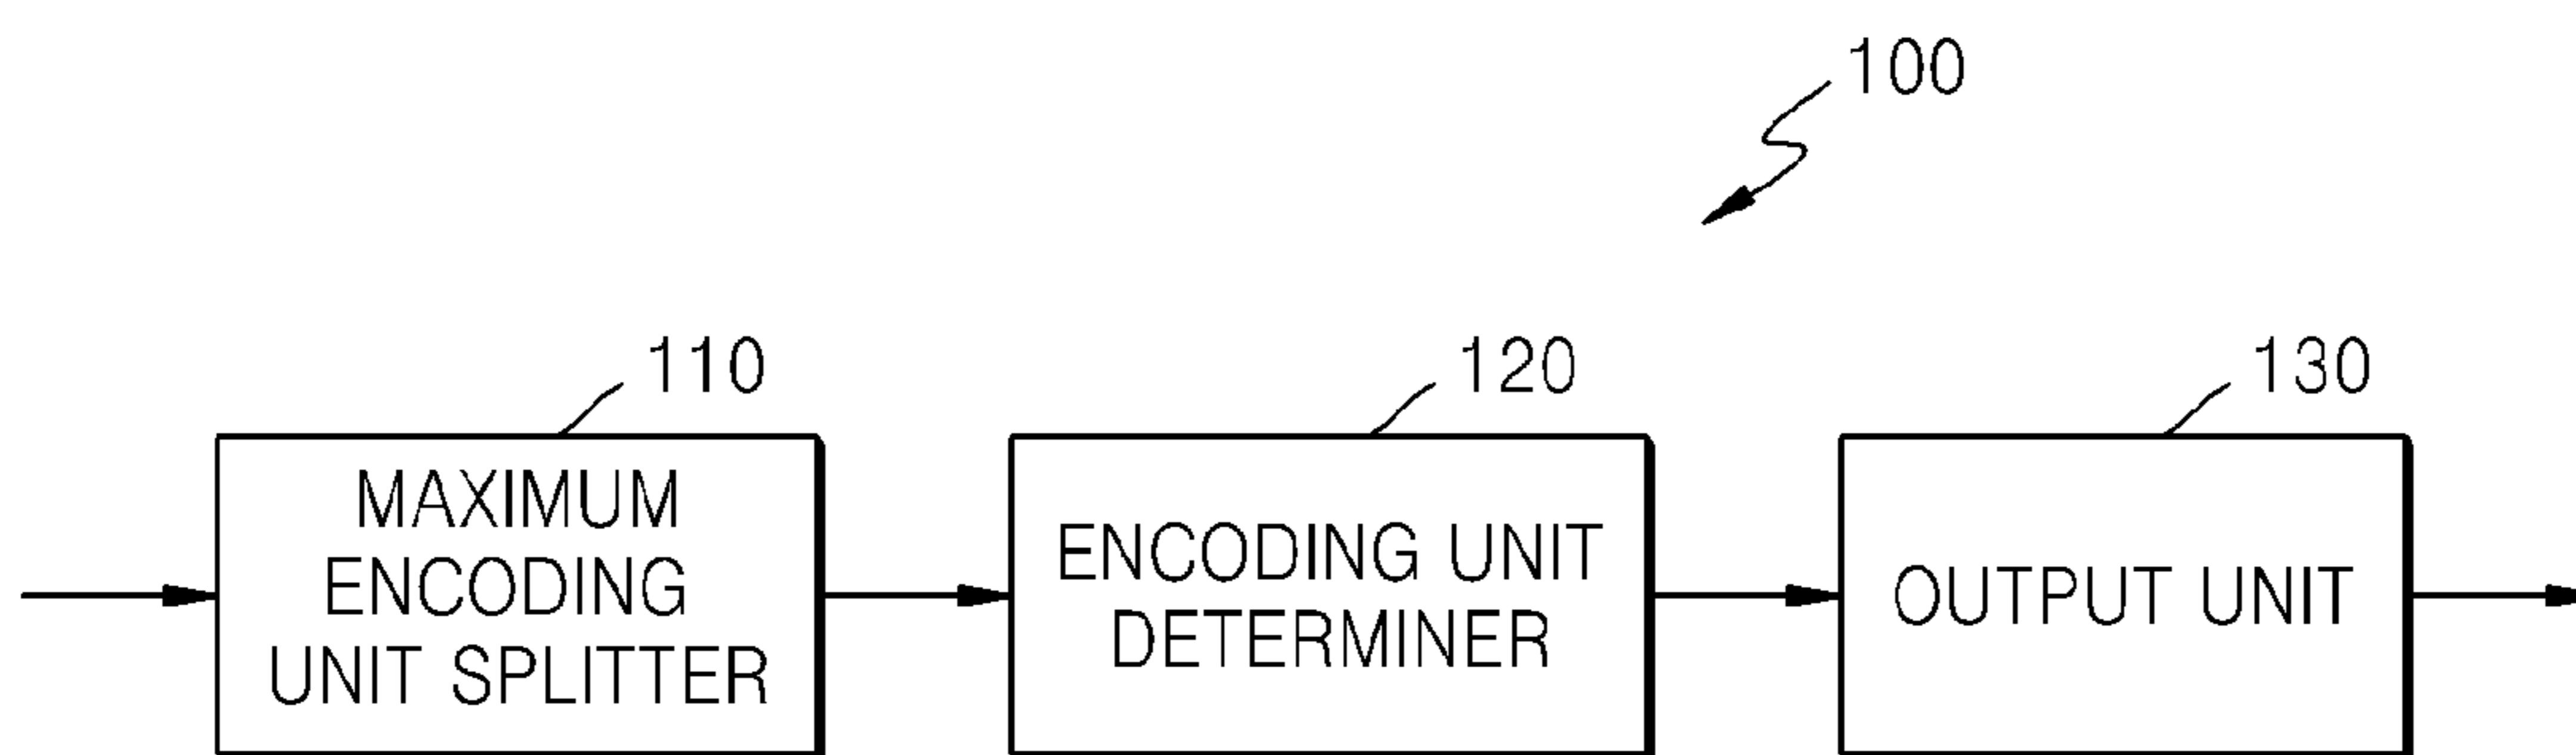 100
110
120
130
MAXIMUM
ENCODING
UNIT SPLITTER
ENCODING UNIT
DETERMINER
OUTPUT UNIT